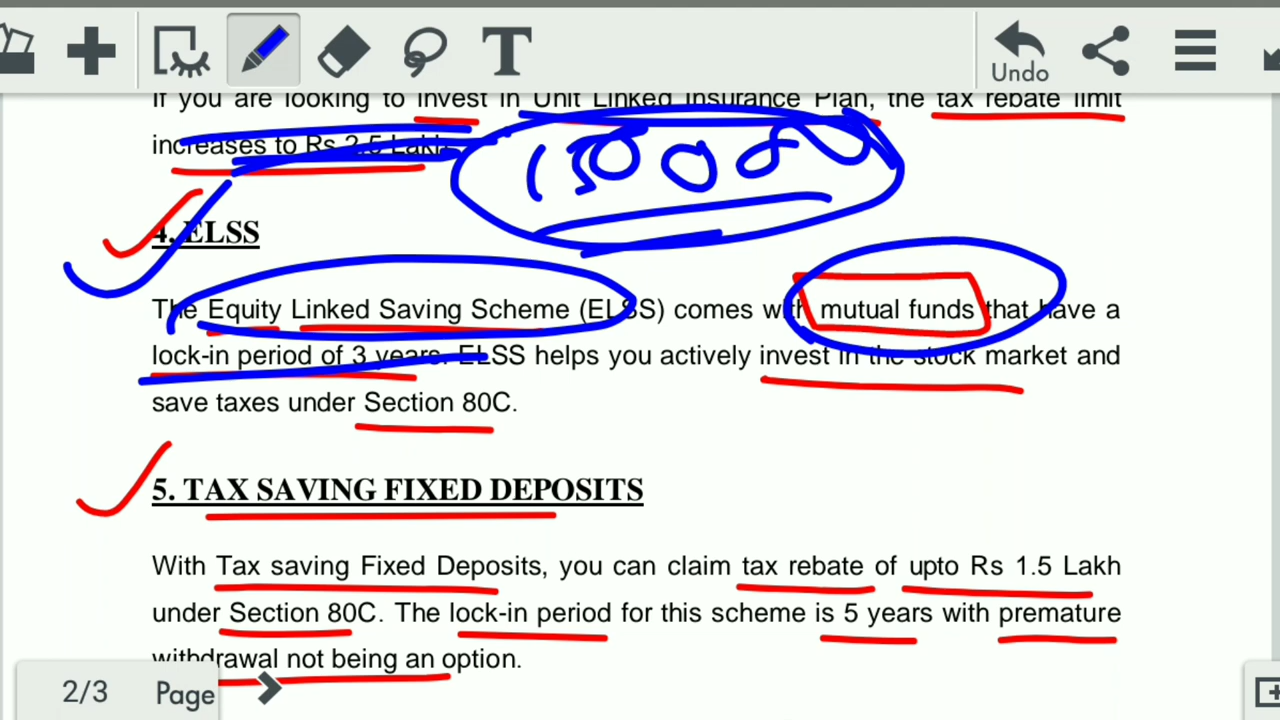 T
Undo
If you are looking to invest in Unit Linked Insurance Plan, the tax rebate limit
increases to Rs 2.5 Lakh.
4. ELSS
The Equity Linked Saving Scheme (ELSS) comes with mutual funds that have a
lock-in period of 3 years. ELSS helps you actively invest in the stock market and
save taxes under Section 80C.
5. TAX SAVING FIXED DEPOSITS
With Tax saving Fixed Deposits, you can claim tax rebate of upto Rs 1.5 Lakh
under Section 80C. The lock-in period for this scheme is 5 years with premature
withdrawal not being an option.
2/3 Page